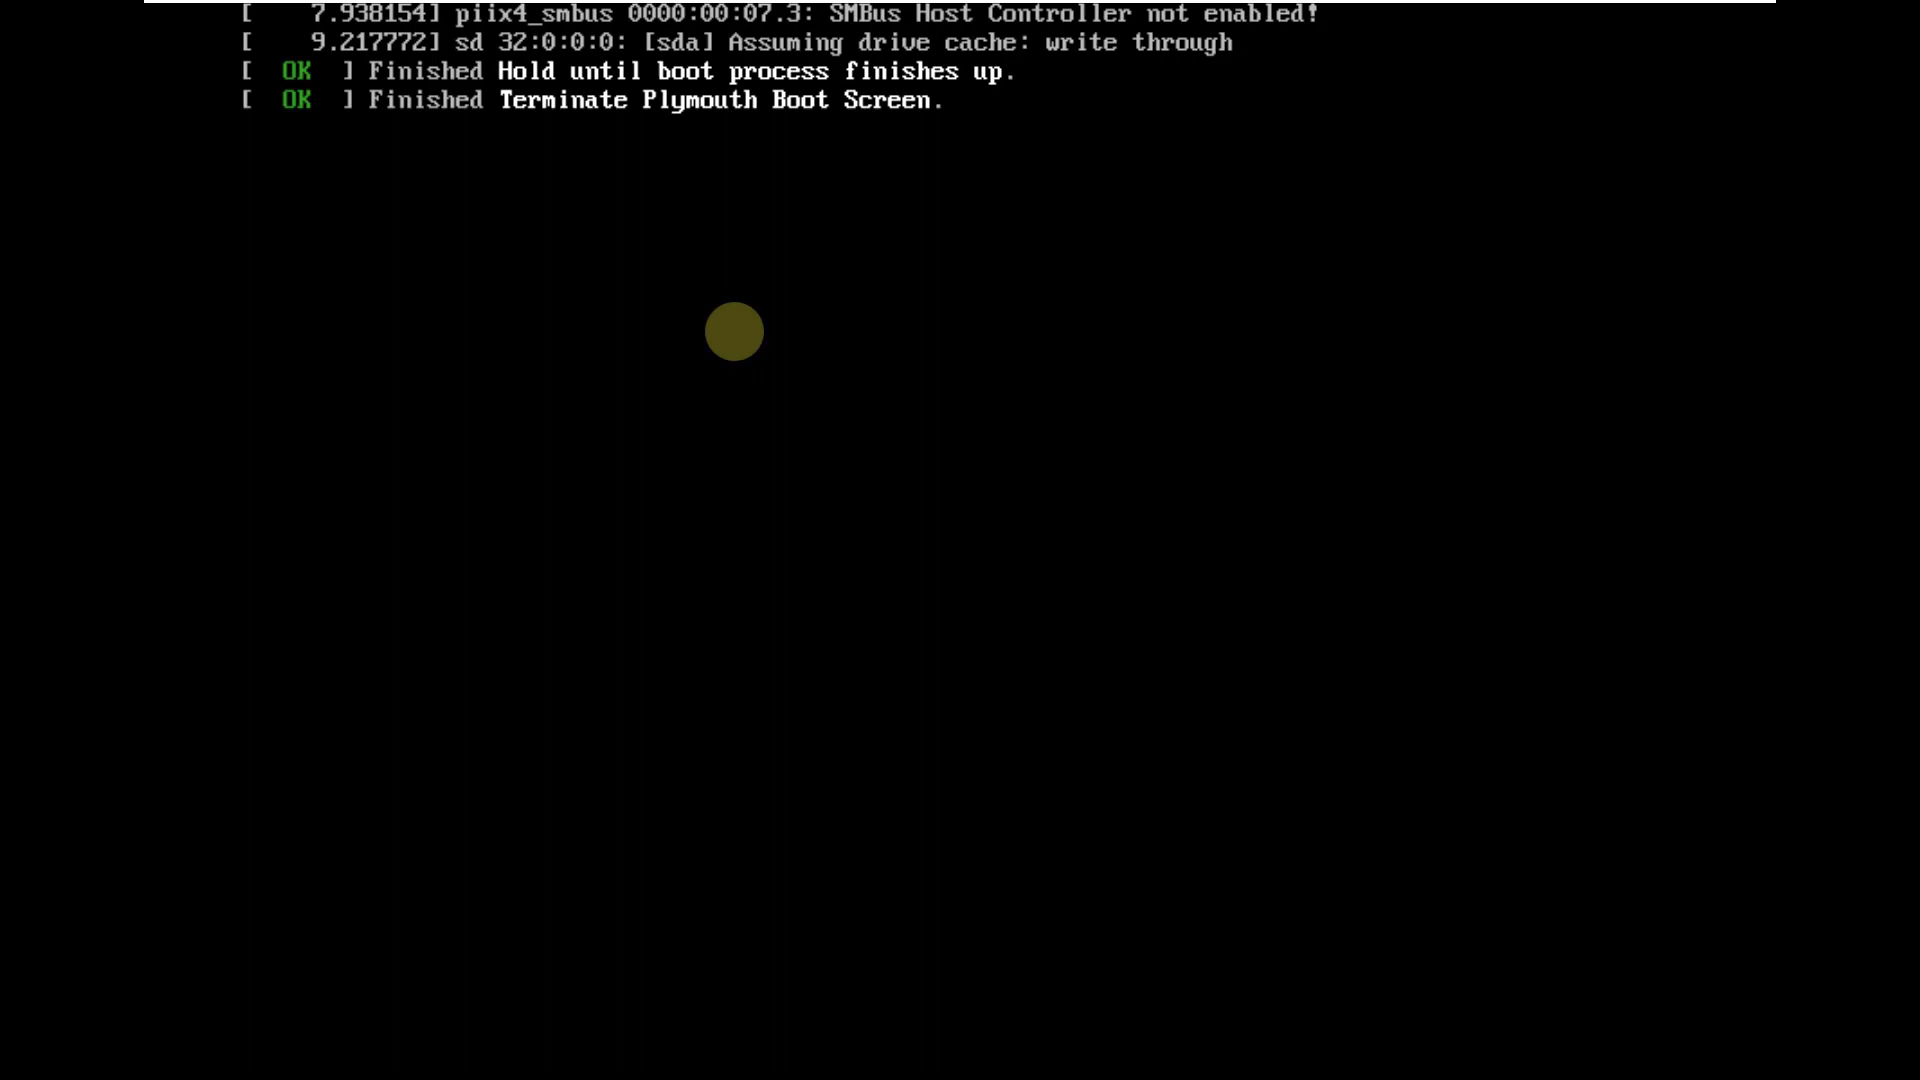 [    7.938154] piix4_smbus 0000:00:07.3: SMBus Host Controller not enabled!
[    9.217772] sd 32:0:0:0: [sda] Assuming drive cache: write through
[  OK  ] Finished Hold until boot process finishes up.
[  OK  ] Finished Terminate Plymouth Boot Screen.